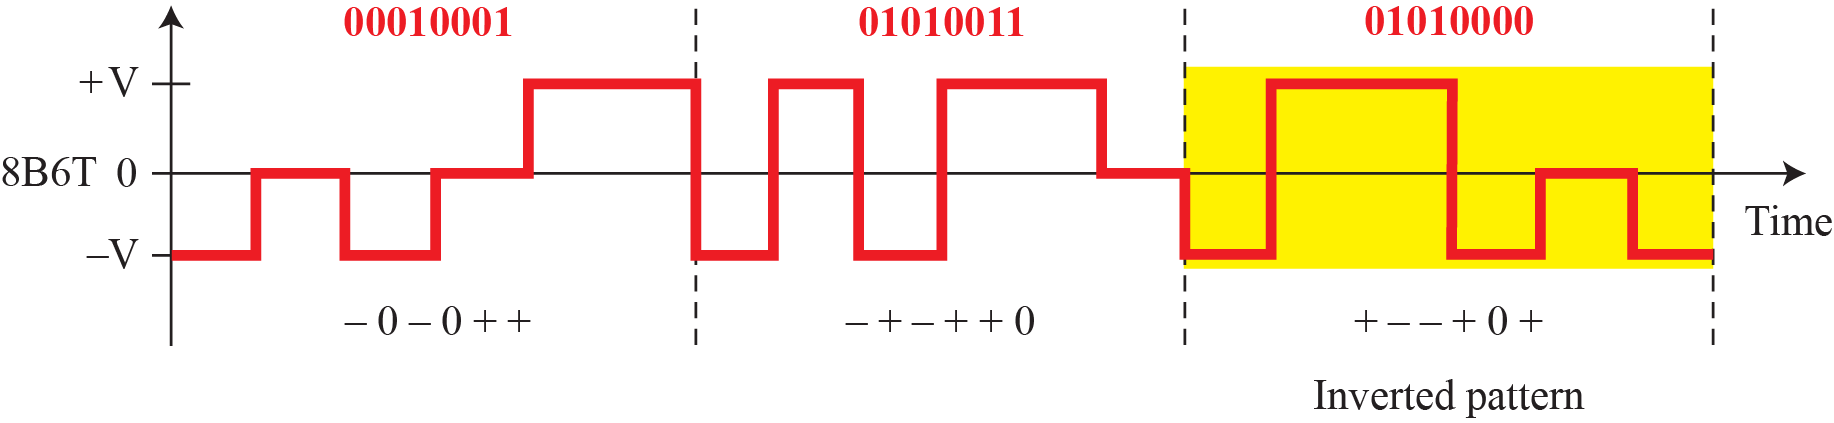 00010001 01010011 01010000
+V
8B6T 0
Time
–V
– 0 – 0 + + – + – + + 0 + – – + 0 +
Inverted pattern